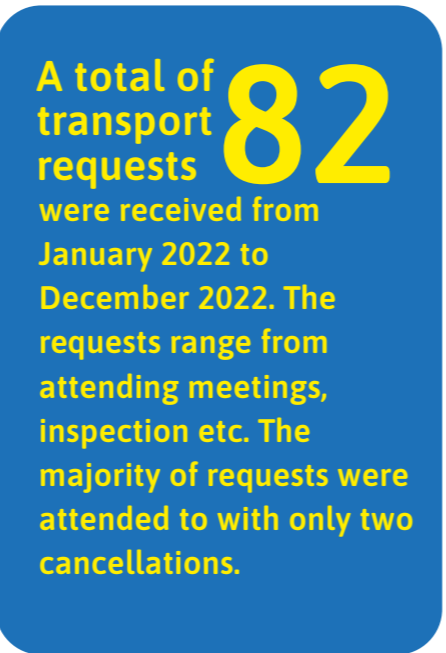 A total of
transport
requests
82
were received from
January 2022 to
December 2022. The
requests range from
attending meetings,
inspection etc. The
majority of requests were
attended to with only two
cancellations.